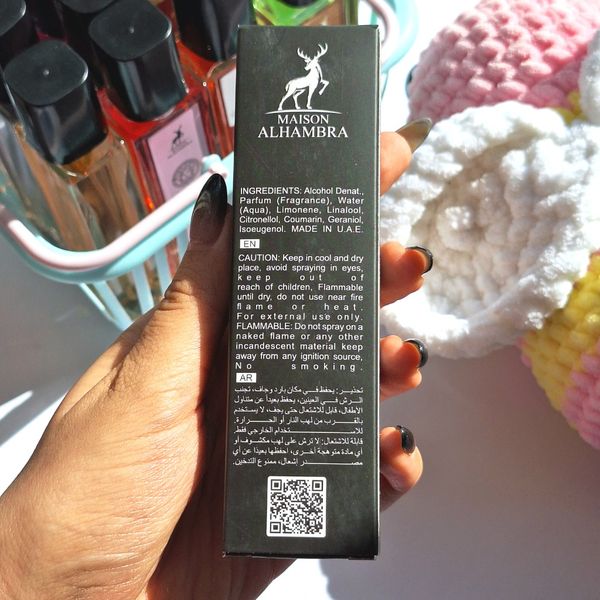 MAISON
ALHAMBRA
INGREDIENTS: Alcohol Denat.,
Parfum (Fragrance), Water
(Aqua), Limonene, Linalool,
Citronellol, Coumarin, Geraniol,
Isoeugenol. MADE IN U.A.E.
EN
CAUTION: Keep in cool and dry
place, avoid spraying in eyes,
keep out of
reach of children, Flammable
until dry, do not use near fire
flame or heat.
For external use only.
FLAMMABLE: Do not spray on a
naked flame or any other
incandescent material keep
away from any ignition source,
No smoking.
AR
تحذير: يحفظ في مكان بارد وجاف، تجنب
الرش في العينين، يحفظ بعيداً عن متناول
الأطفال، قابل للاشتعال حتى يجف، لا يستخدم
بالقرب من لهب النار أو الحرارة.
للاستخدام الخارجي فقط.
قابلة للاشتعال: لا ترش على لهب مكشوف أو
أي مادة متوهجة أخرى، احفظها بعيدا عن أي
مصدر إشعال، ممنوع التدخين.